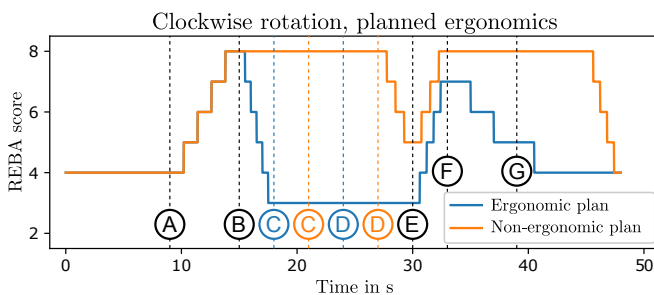 Clockwise rotation, planned ergonomics
REBA score
8
6
4
2
A
B
C
C
D
D
E
F
G
Ergonomic plan
Non-ergonomic plan
0
10
20
30
40
50
Time in s